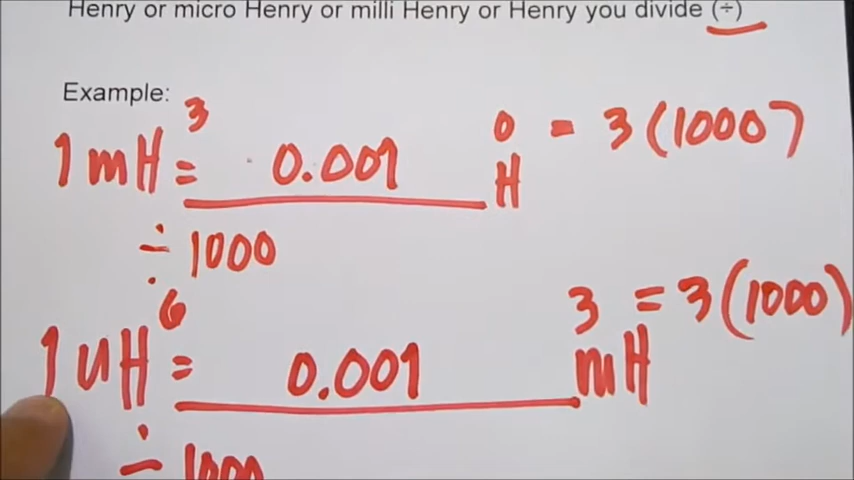 Henry or micro Henry or milli Henry or Henry you divide (÷)
Example:
1 mH 3 = 0.001 H 0 = 3 (1000)
÷ 1000
1 uH 6 = 0.001 mH 3 = 3 (1000)
÷ 1000